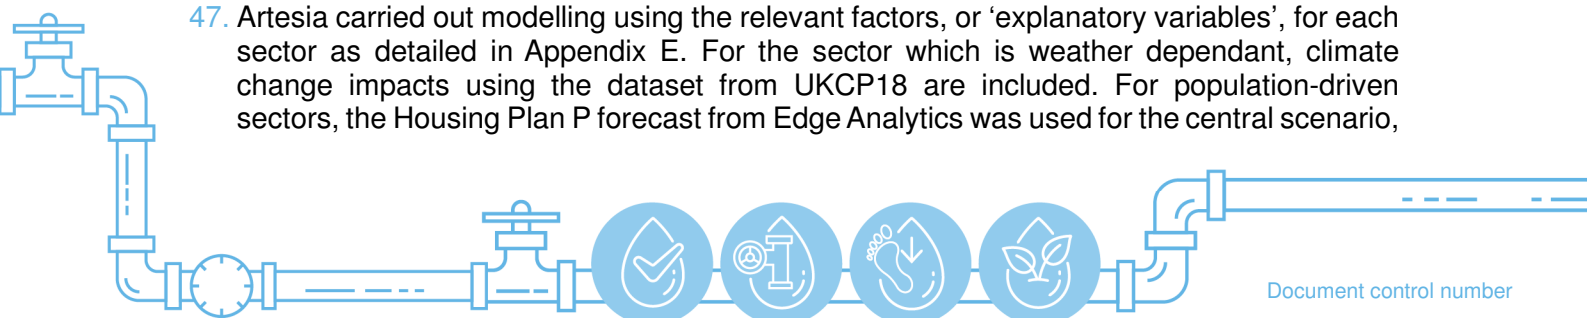 47. Artesia carried out modelling using the relevant factors, or ‘explanatory variables’, for each
sector as detailed in Appendix E. For the sector which is weather dependant, climate
change impacts using the dataset from UKCP18 are included. For population-driven
sectors, the Housing Plan P forecast from Edge Analytics was used for the central scenario,
Document control number